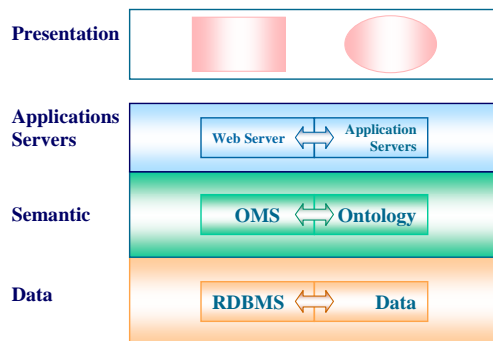 Presentation
Applications
Servers
Web Server
Application
Servers
Semantic
OMS
Ontology
Data
RDBMS
Data